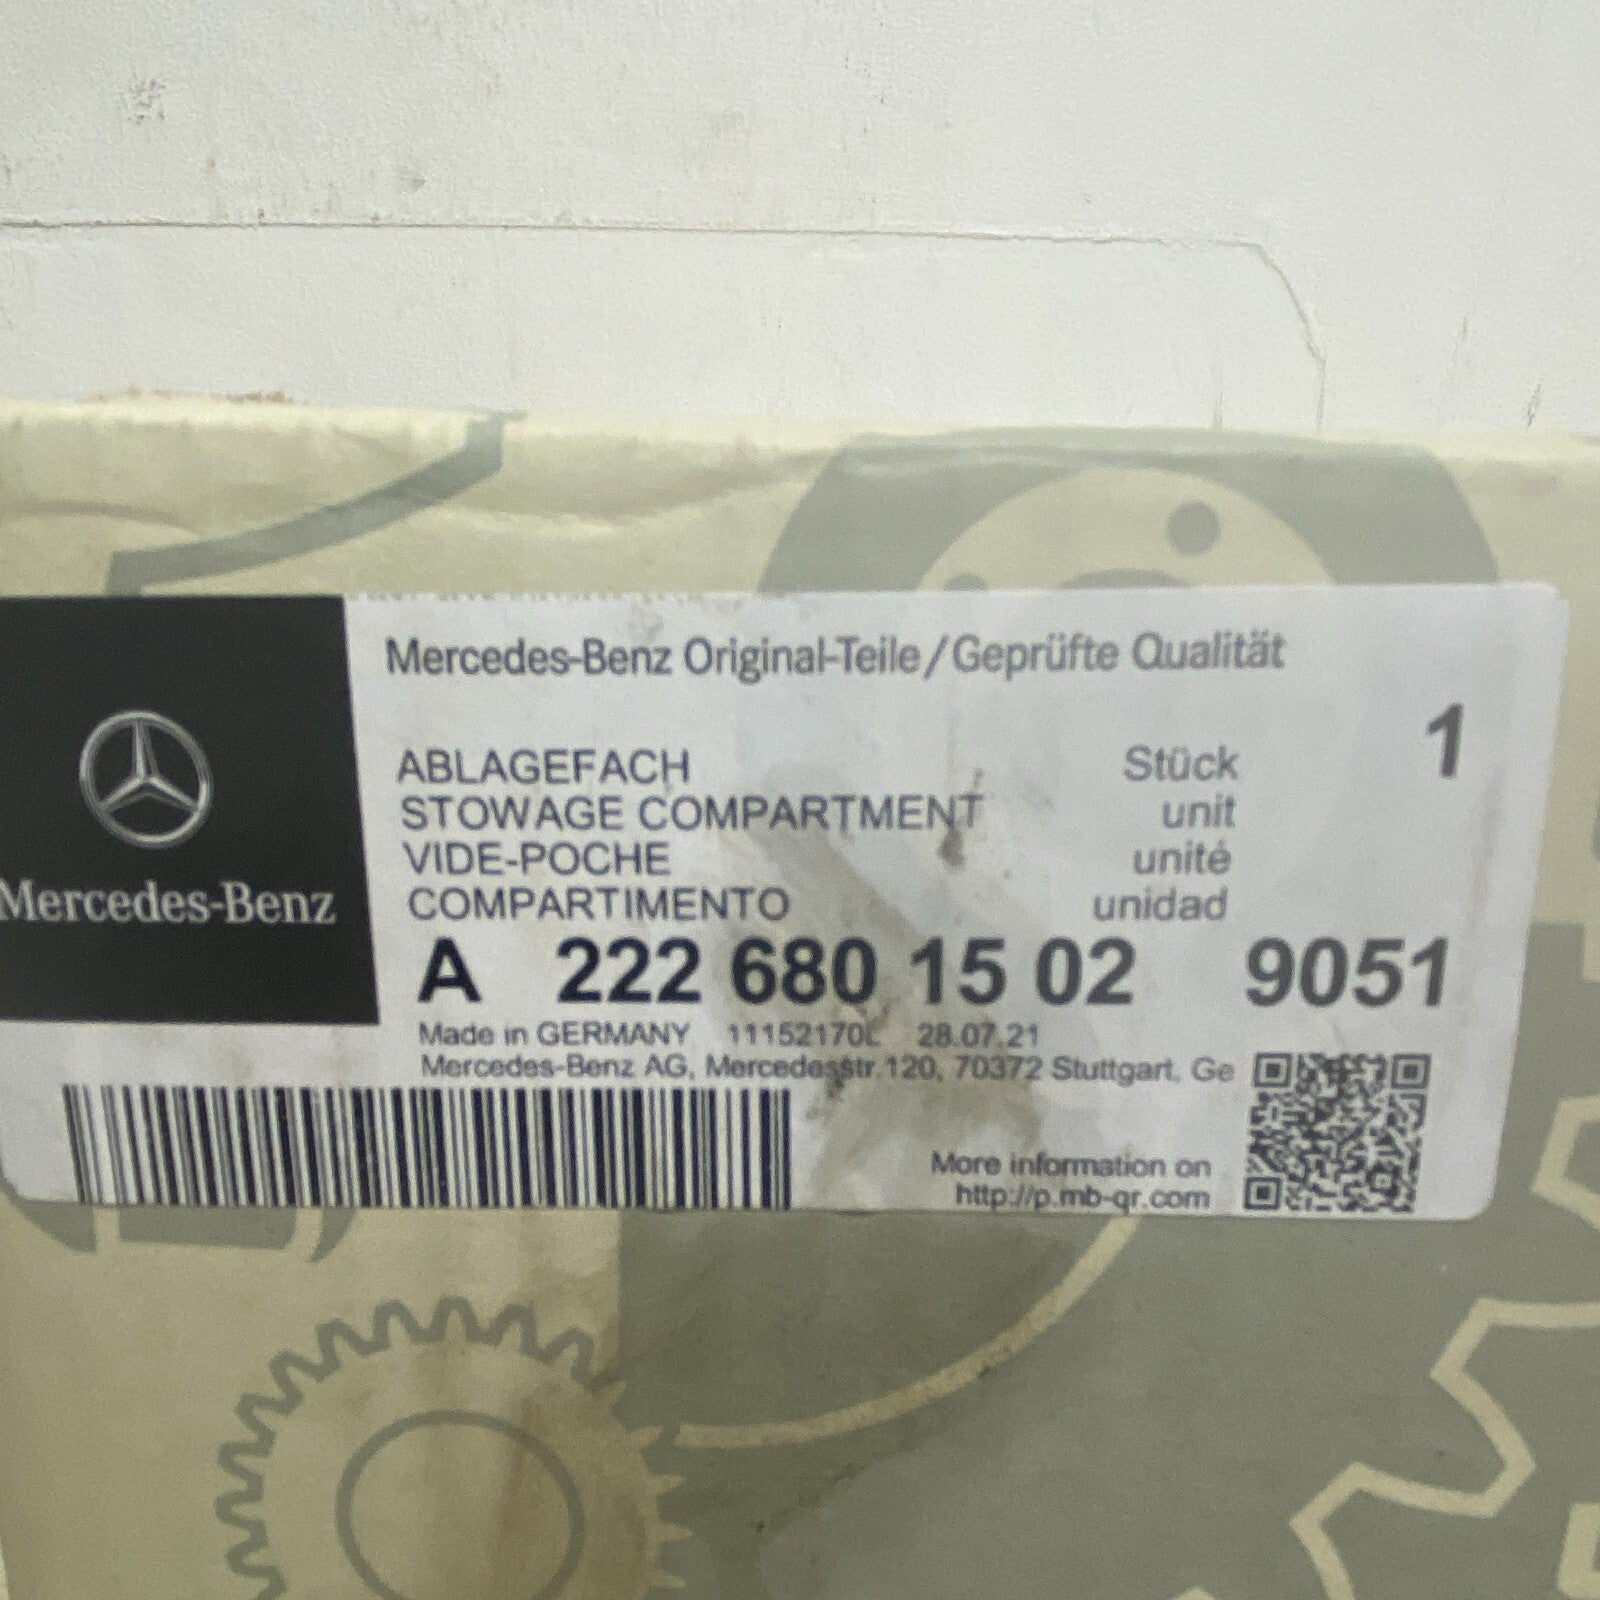 Mercedes-Benz Original-Teile/Geprüfte Qualität
ABLAGEFACH Stück 1
STOWAGE COMPARTMENT unit
VIDE-POCHE unité
COMPARTIMENTO unidad
Mercedes-Benz
A 222 680 15 02 9051
Made in GERMANY 11152170L 28.07.21
Mercedes-Benz AG, Mercedesstr.120, 70372 Stuttgart, Ge
More information on
http://p.mb-qr.com